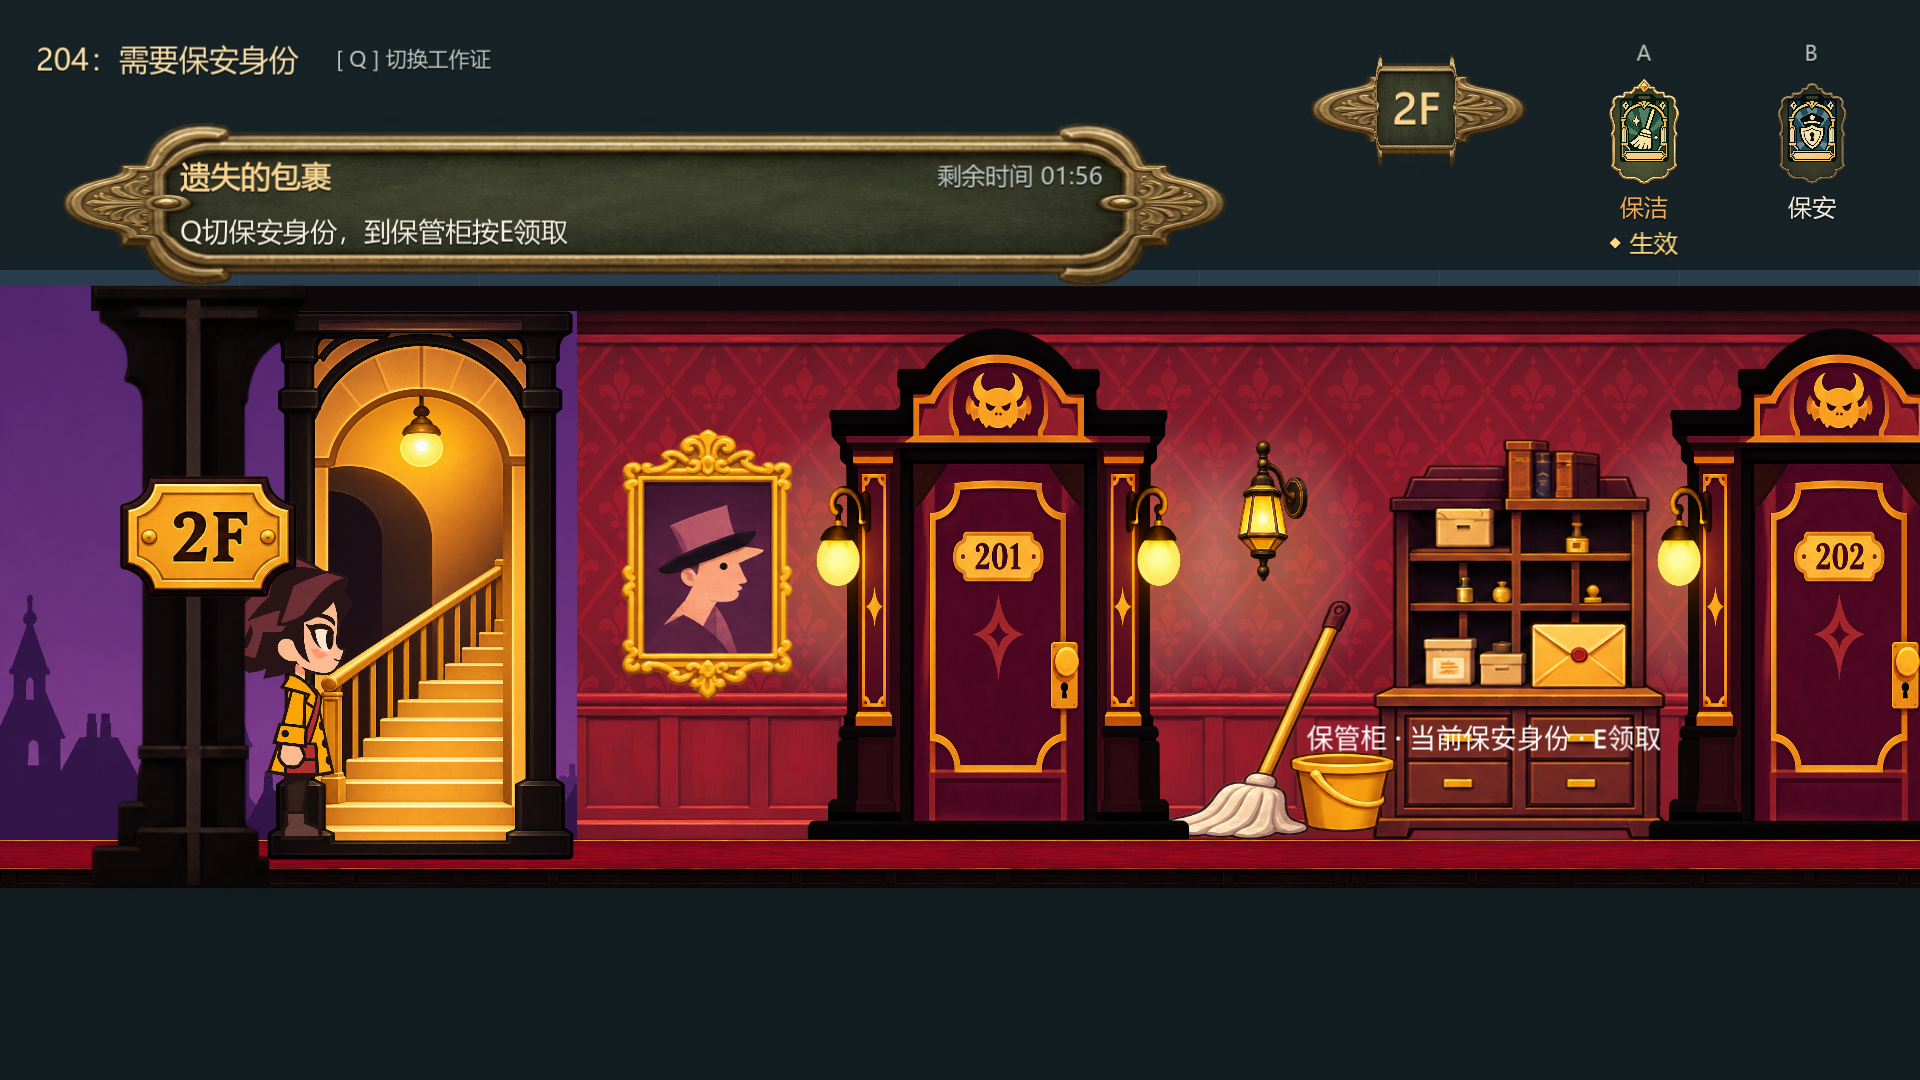 204：需要保安身份
[ Q ] 切换工作证
遗失的包裹
剩余时间 01:56
Q切保安身份，到保管柜按E领取
2F
A
B
保洁
保安
生效
2F
201
202
保管柜 · 当前保安身份 · E领取